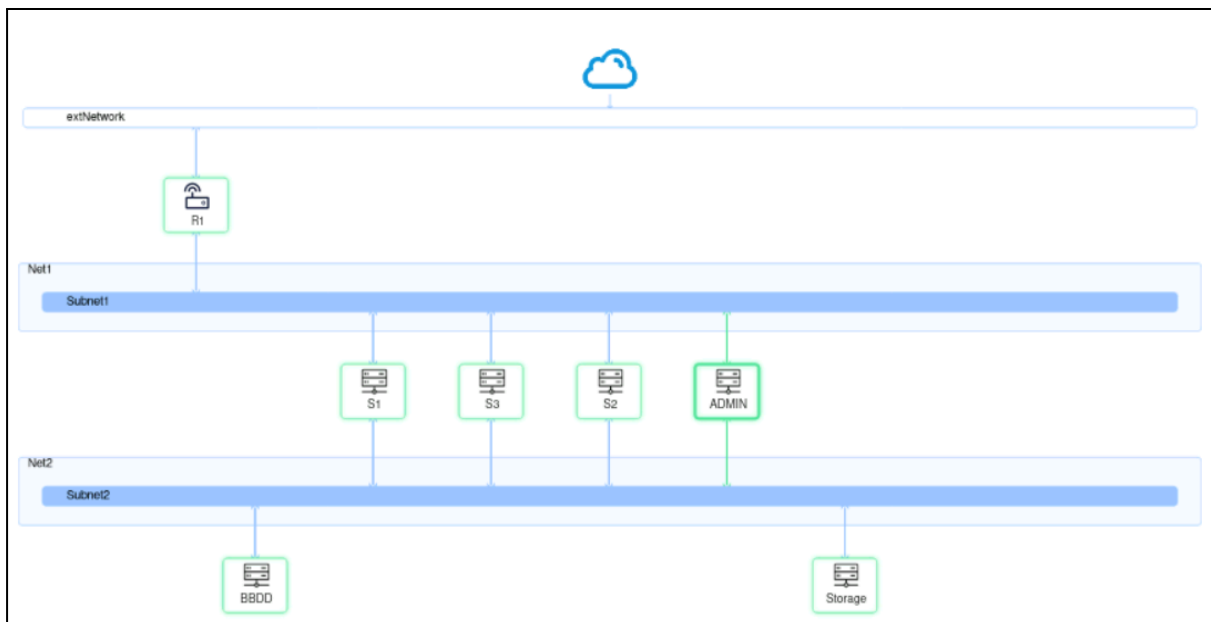 extNetwork
R1
Net1
Subnet1
S1
S3
S2
ADMIN
Net2
Subnet2
BBDD
Storage